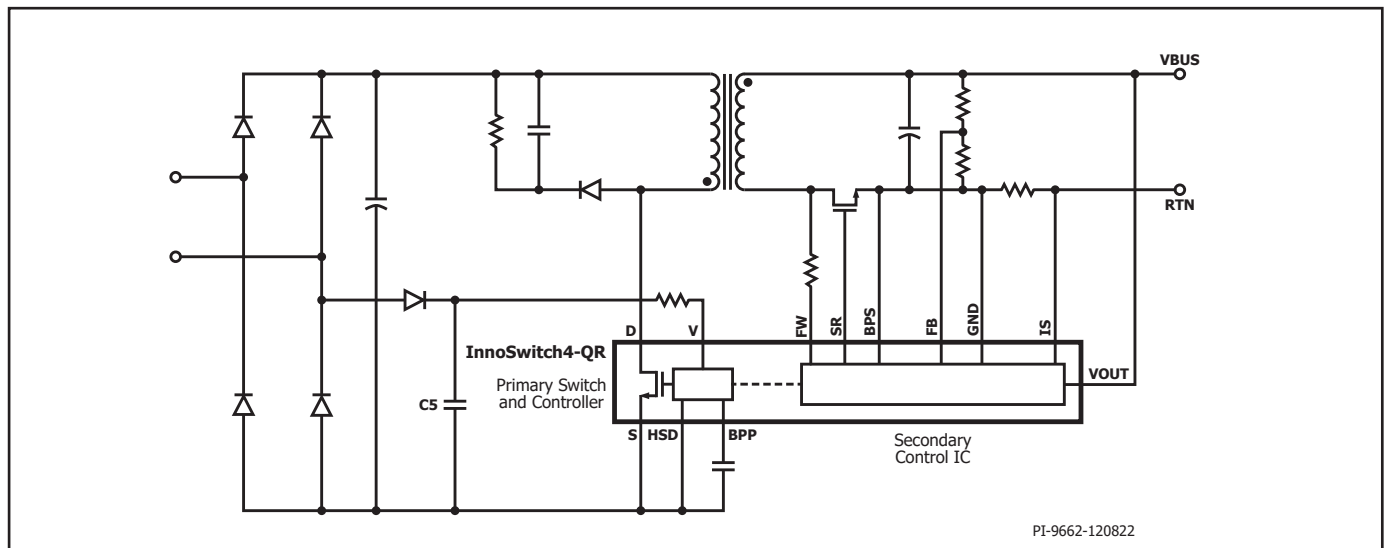 VBUS
RTN
FW
SR
BPS
FB
GND
IS
D
V
InnoSwitch4-QR
VOUT
Primary Switch
and Controller
C5
S
HSD
BPP
Secondary
Control IC
PI-9662-120822